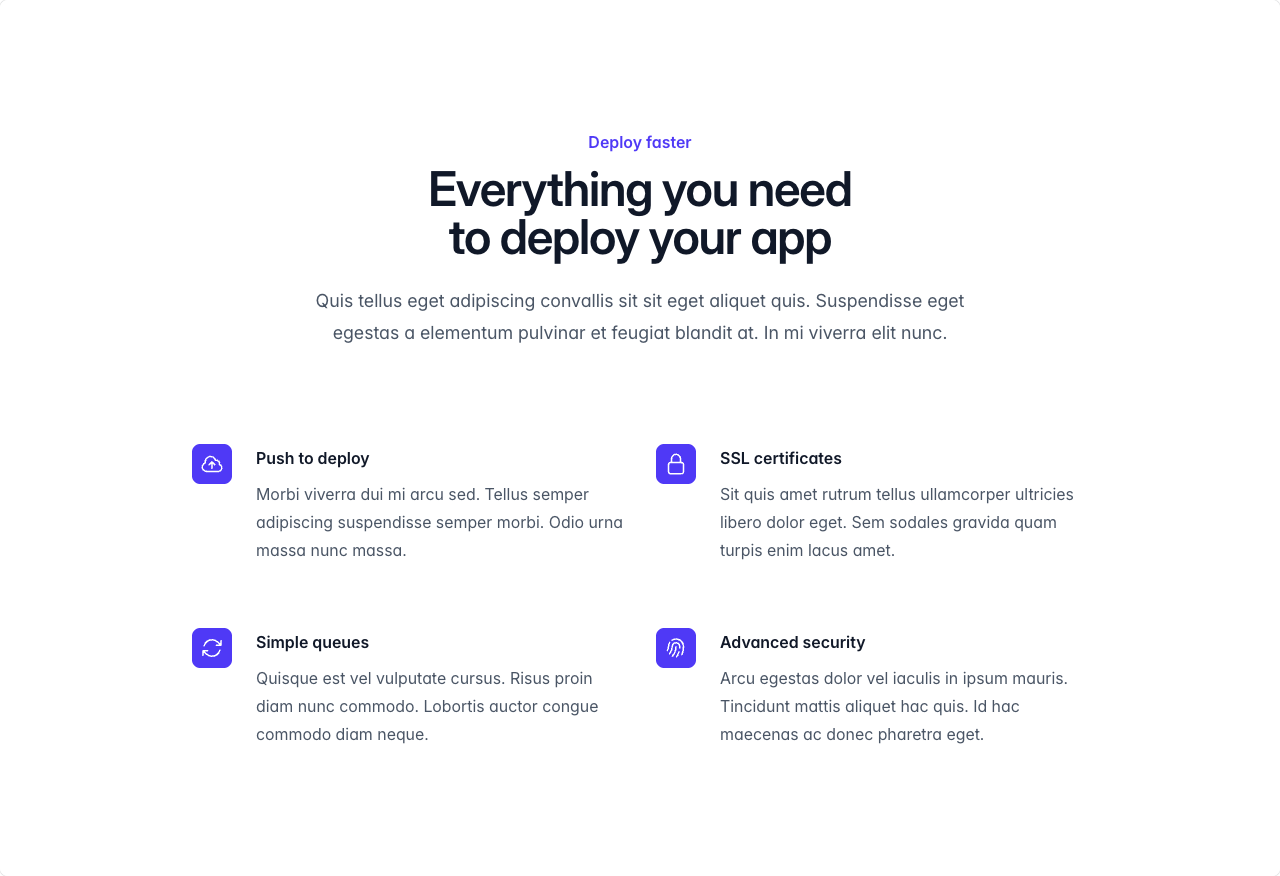 Deploy faster
Everything you need
to deploy your app
Quis tellus eget adipiscing convallis sit sit eget aliquet quis. Suspendisse eget
egestas a elementum pulvinar et feugiat blandit at. In mi viverra elit nunc.
Push to deploy
Morbi viverra dui mi arcu sed. Tellus semper
adipiscing suspendisse semper morbi. Odio urna
massa nunc massa.
SSL certificates
Sit quis amet rutrum tellus ullamcorper ultricies
libero dolor eget. Sem sodales gravida quam
turpis enim lacus amet.
Simple queues
Quisque est vel vulputate cursus. Risus proin
diam nunc commodo. Lobortis auctor congue
commodo diam neque.
Advanced security
Arcu egestas dolor vel iaculis in ipsum mauris.
Tincidunt mattis aliquet hac quis. Id hac
maecenas ac donec pharetra eget.